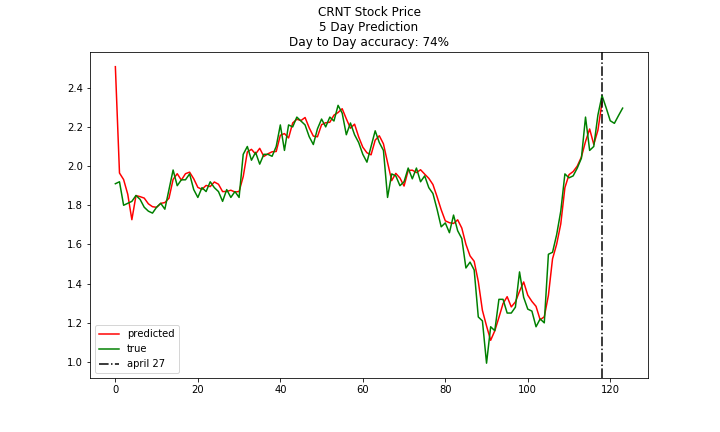 CRNT Stock Price
5 Day Prediction
Day to Day accuracy: 74%
2.4
2.2
2.0
1.8
1.6
1.4
1.2
1.0
predicted
true
april 27
0
20
40
60
80
100
120